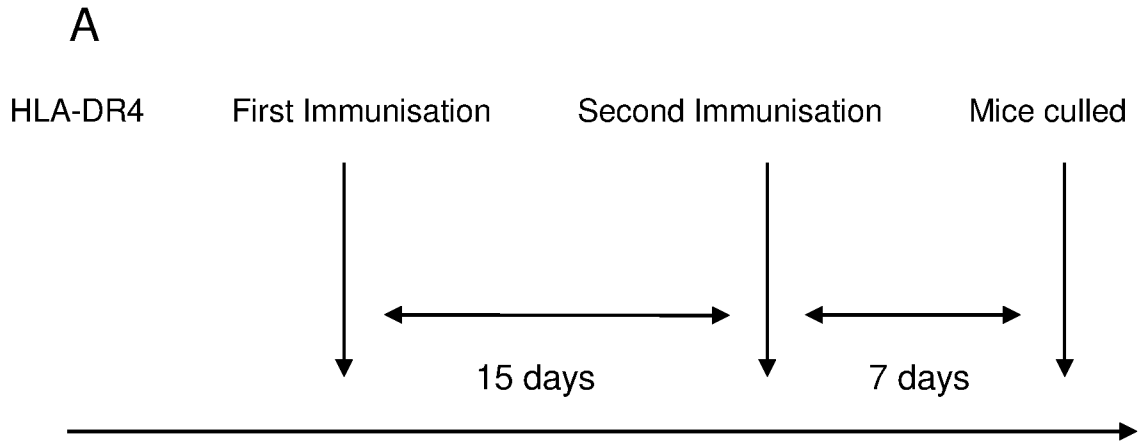 A
HLA-DR4 First Immunisation Second Immunisation Mice culled
15 days 7 days